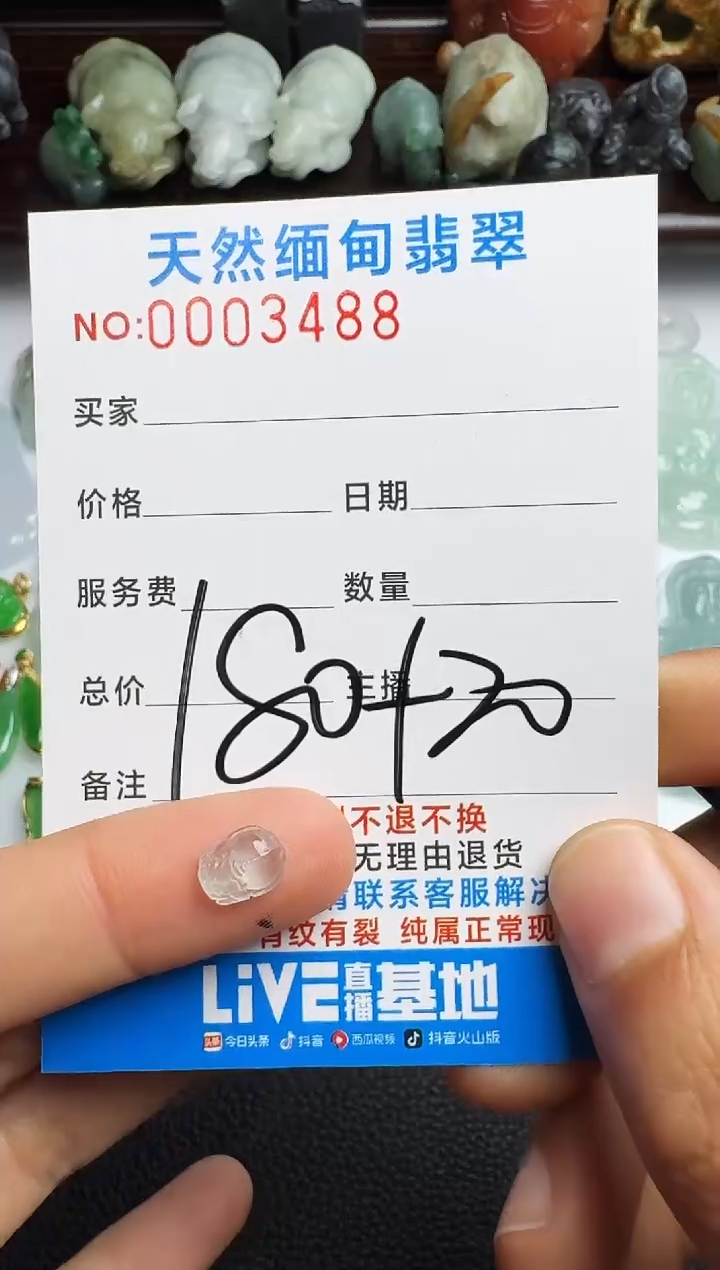 天然缅甸翡翠
NO:0003488
买家
价格 日期
服务费 数量
总价 主播
备注
180+20
不退不换
无理由退货
请联系客服解决
有纹有裂 纯属正常现
LiVE直播基地
头条 今日头条 抖音 西瓜视频 抖音火山版